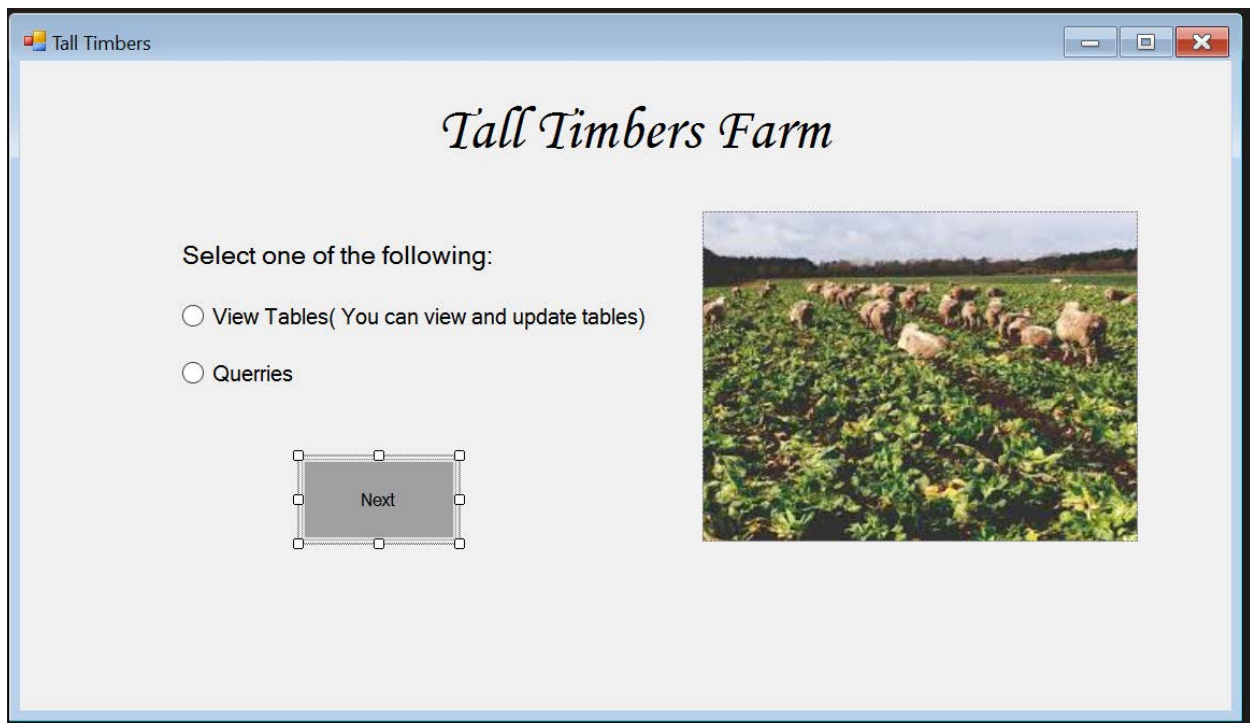 Tall Timbers
Tall Timbers Farm
Select one of the following:
View Tables( You can view and update tables)
Querries
Next